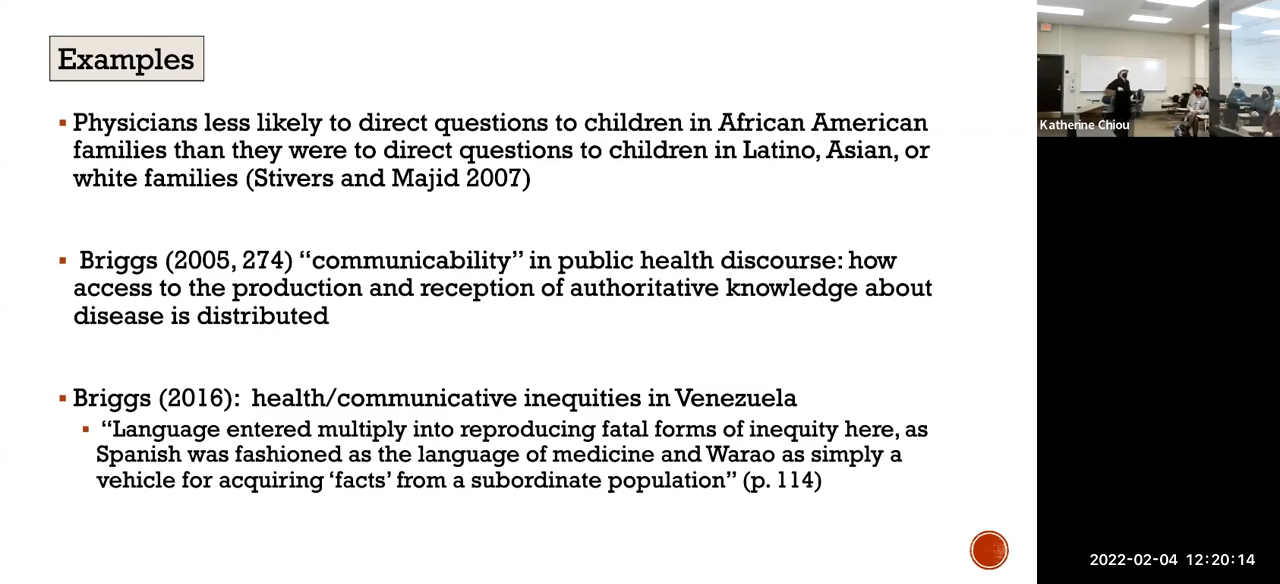 Examples
▪ Physicians less likely to direct questions to children in African American
families than they were to direct questions to children in Latino, Asian, or
white families (Stivers and Majid 2007)
▪ Briggs (2005, 274) “communicability” in public health discourse: how
access to the production and reception of authoritative knowledge about
disease is distributed
▪ Briggs (2016): health/communicative inequities in Venezuela
▪ “Language entered multiply into reproducing fatal forms of inequity here, as
Spanish was fashioned as the language of medicine and Warao as simply a
vehicle for acquiring ‘facts’ from a subordinate population” (p. 114)
Katherine Chiou
2022-02-04 12:20:14